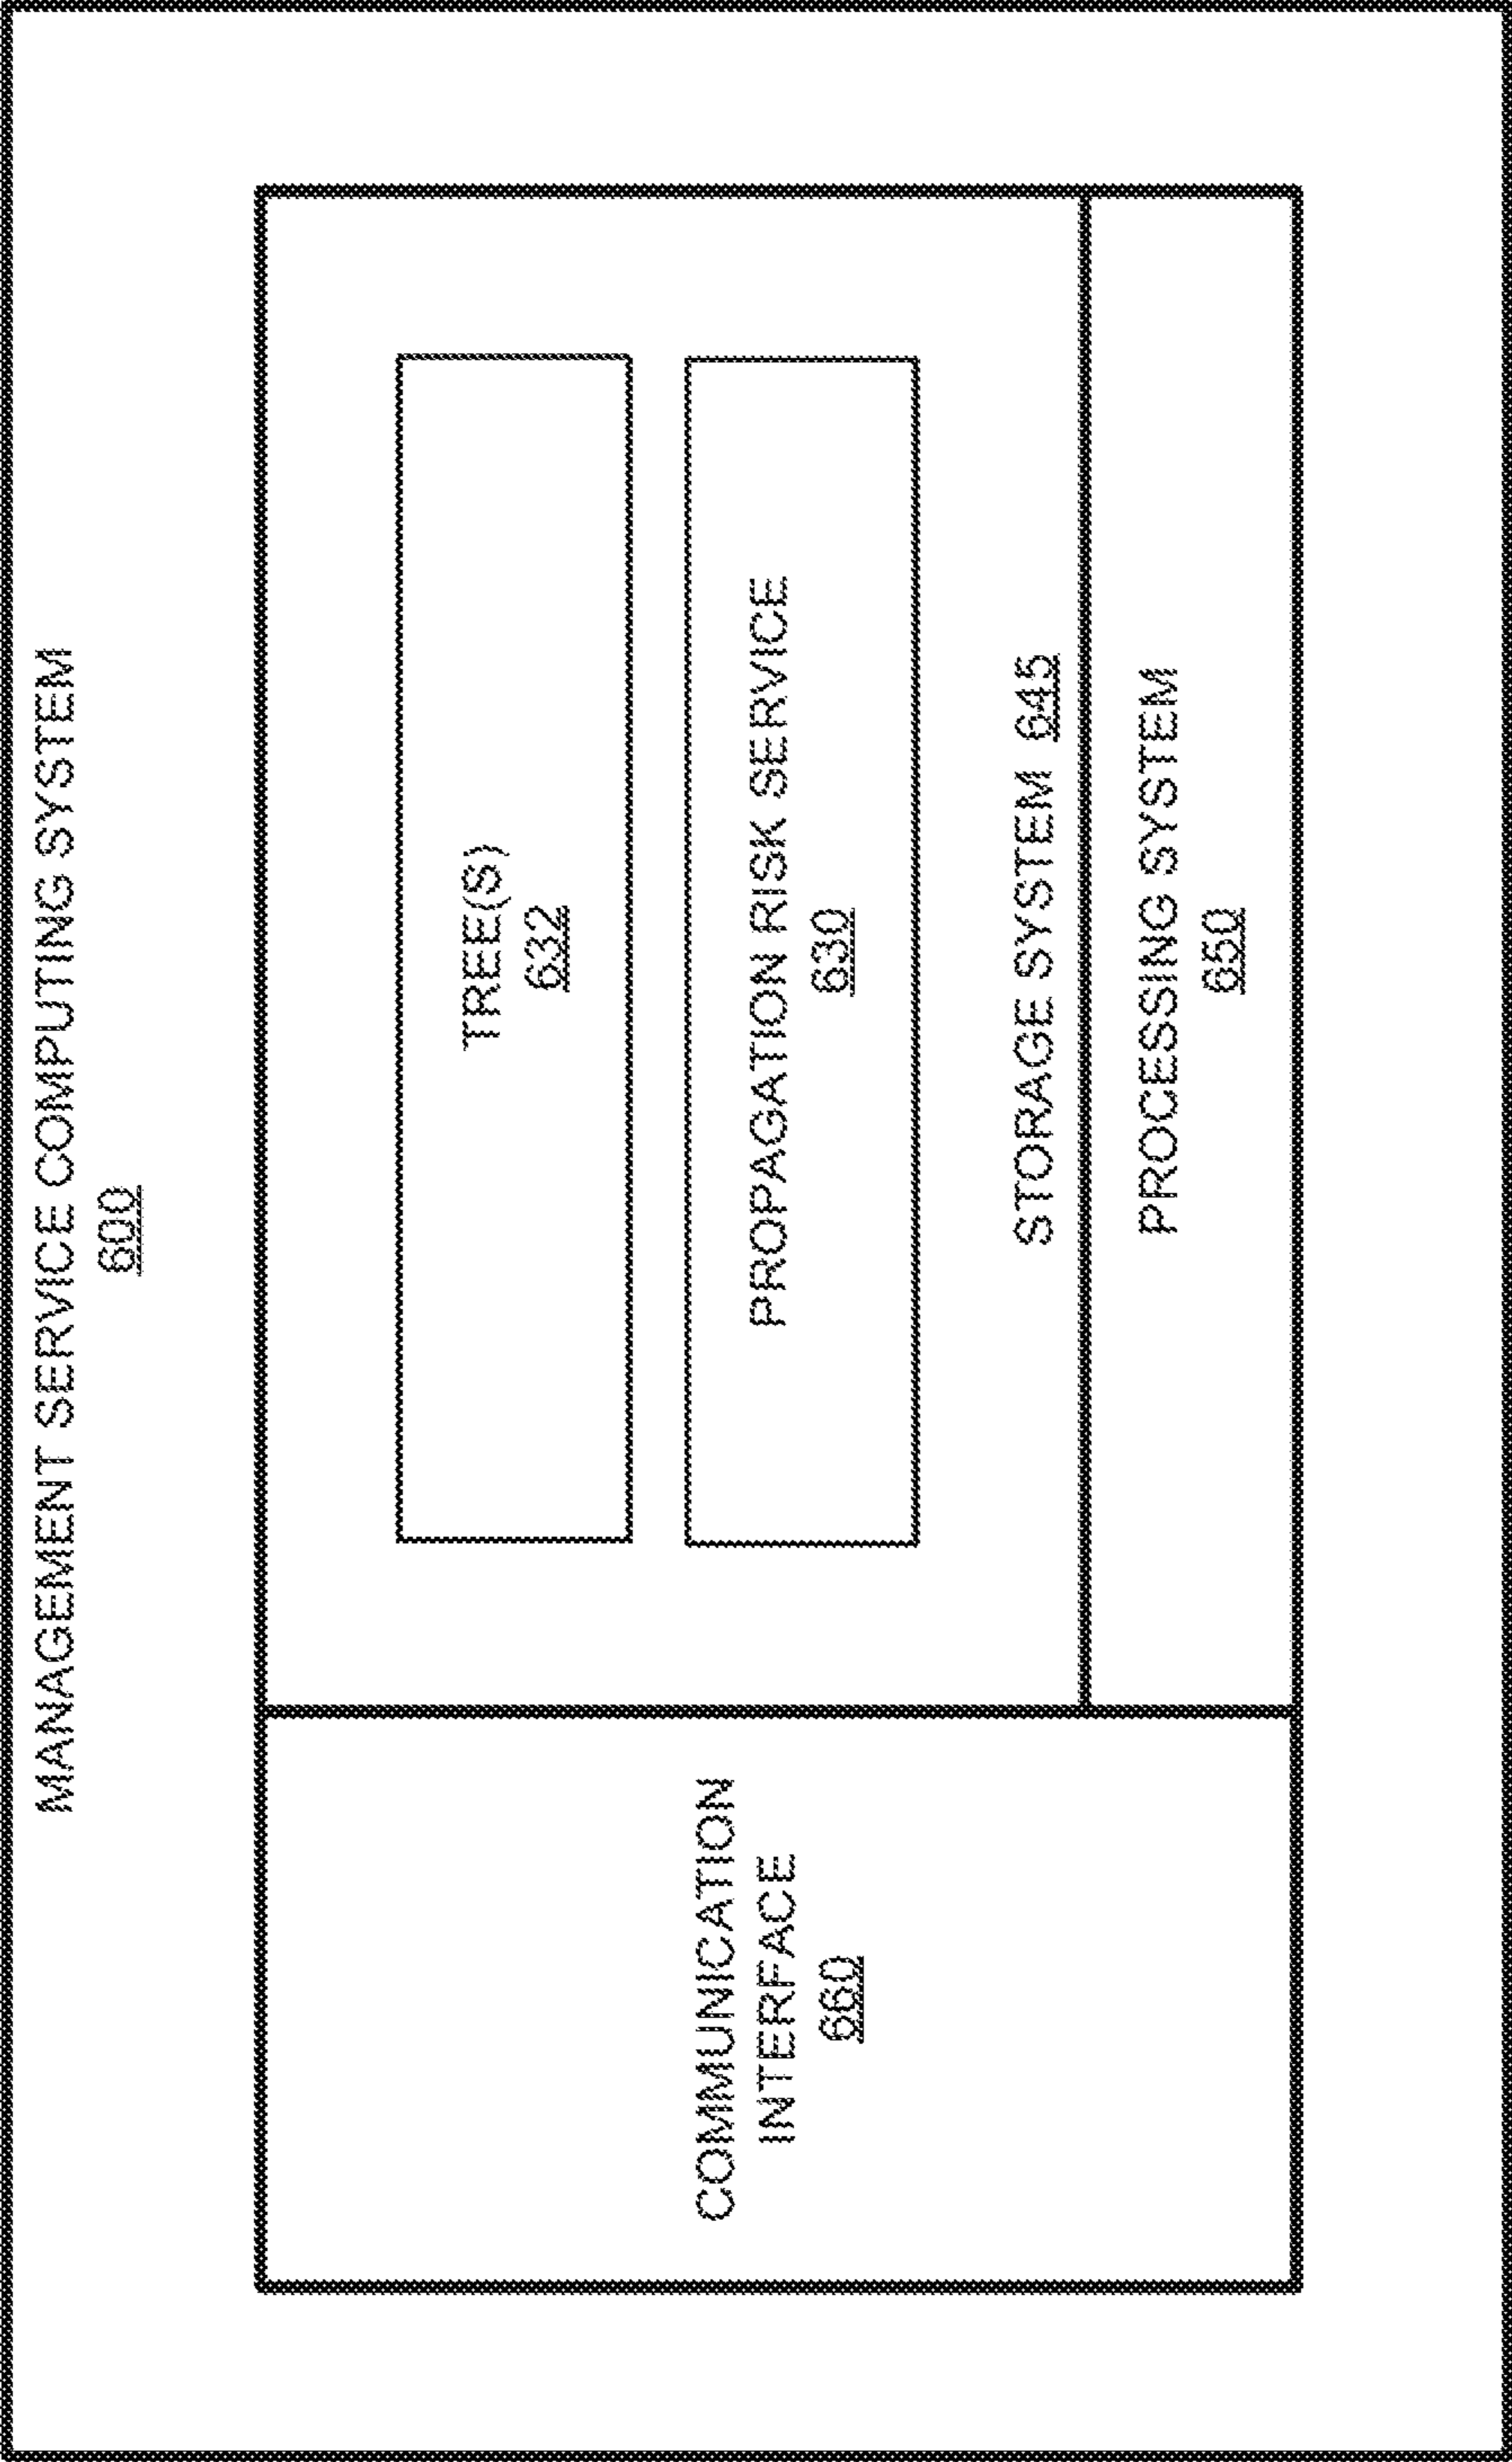 MANAGEMENT SERVICE COMPUTING SYSTEM
600
COMMUNICATION
INTERFACE
660
TREE(S)
632
PROPAGATION RISK SERVICE
630
STORAGE SYSTEM 645
PROCESSING SYSTEM
650